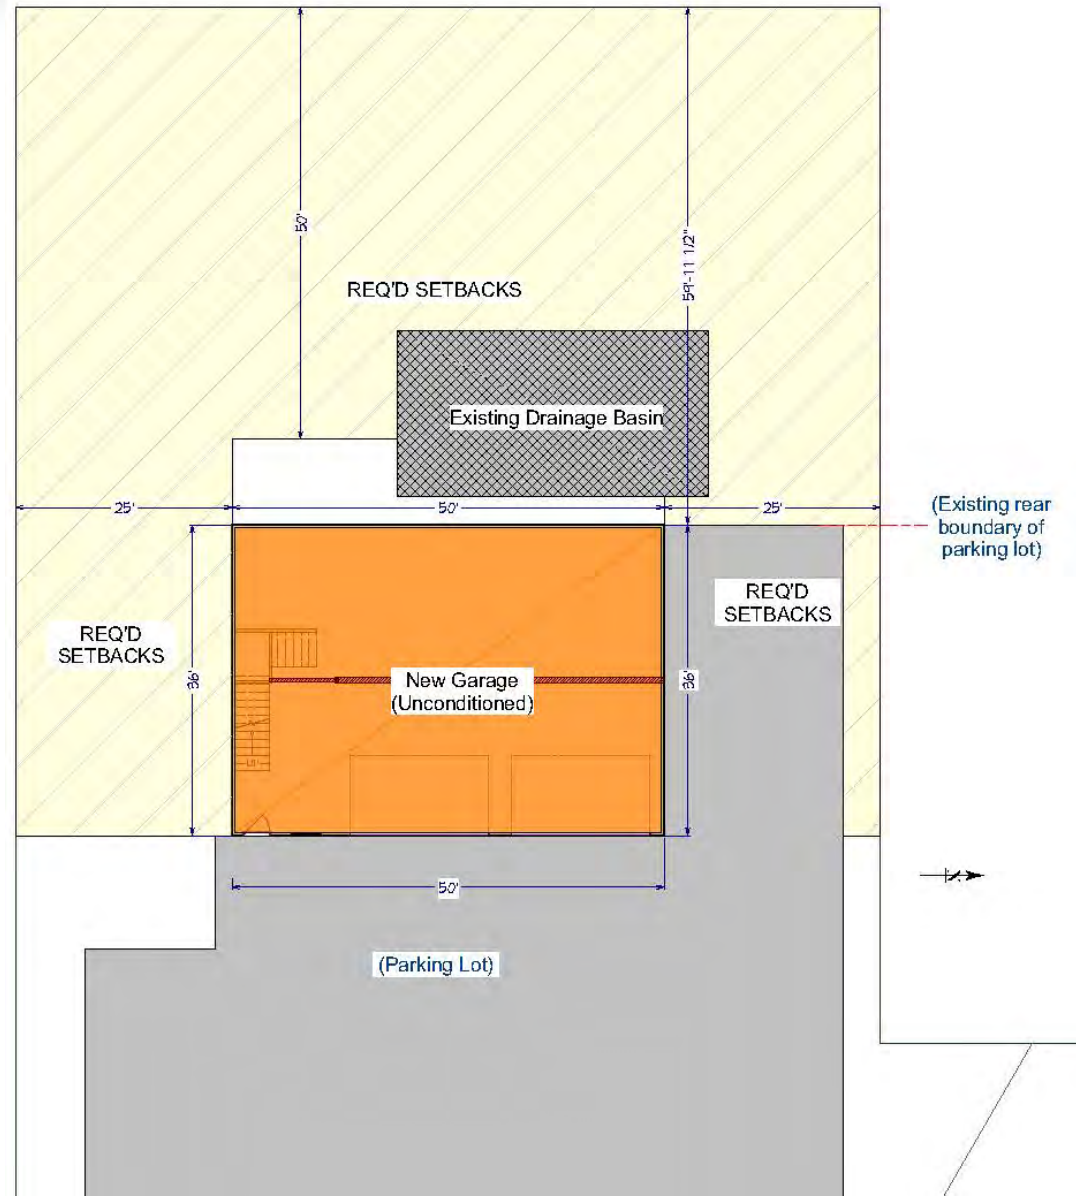 50'
59'-11 1/2"
REQ'D SETBACKS
Existing Drainage Basin
25'
50'
25'
(Existing rear
boundary of
parking lot)
REQ'D
SETBACKS
REQ'D
SETBACKS
36'
New Garage
(Unconditioned)
36'
50'
(Parking Lot)